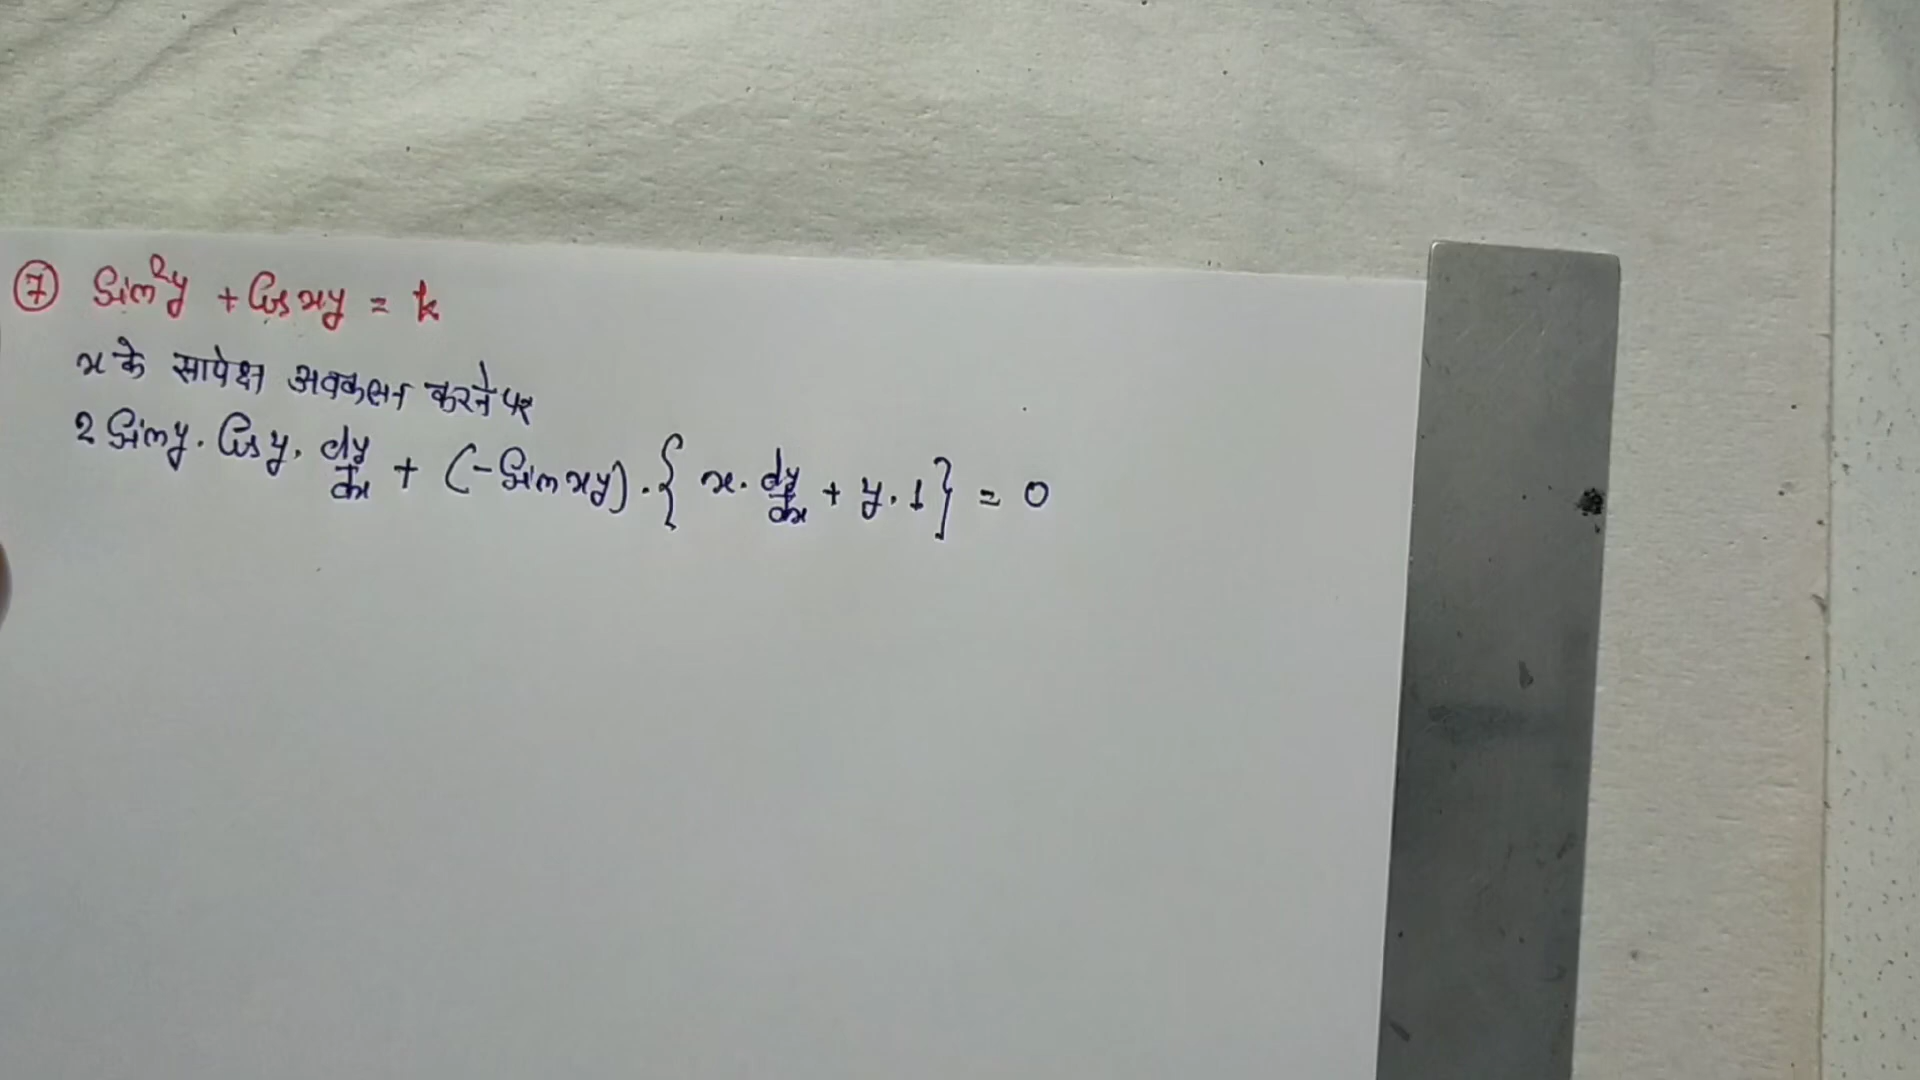 ⑦ Sin²y + Cos xy = k
x के सापेक्ष अवकलन करने पर
2 Sin y . Cos y . dy/dx + (- Sin xy) . { x . dy/dx + y . 1 } = 0